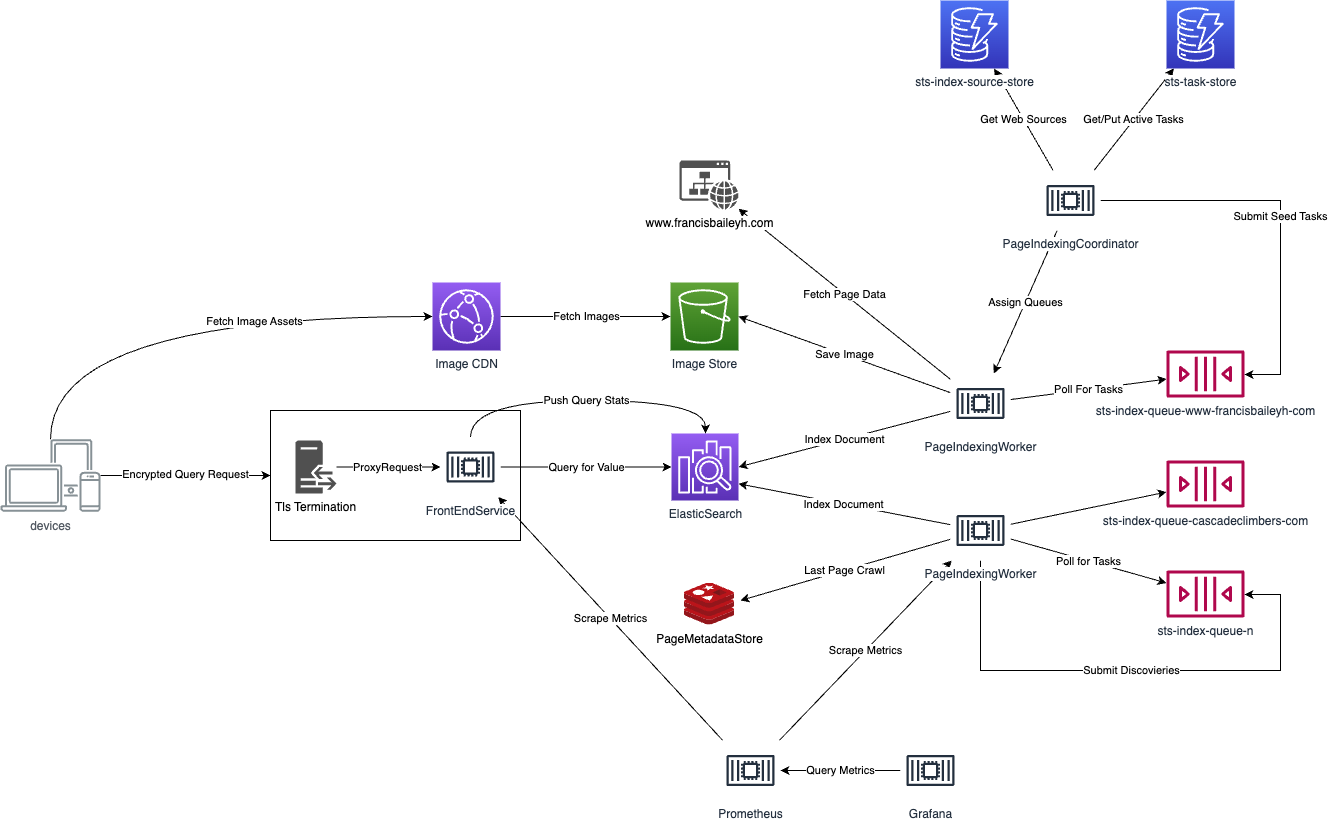 sts-index-source-store
sts-task-store
Get Web Sources
Get/Put Active Tasks
www.francisbaileyh.com
Submit Seed Tasks
PageIndexingCoordinator
Fetch Page Data
Assign Queues
Fetch Image Assets
Fetch Images
Save Image
Image CDN
Image Store
Poll For Tasks
Push Query Stats
sts-index-queue-www-francisbaileyh-com
Index Document
PageIndexingWorker
Encrypted Query Request
ProxyRequest
Query for Value
Tls Termination
FrontEndService
ElasticSearch
Index Document
devices
sts-index-queue-cascadeclimbers-com
Poll for Tasks
Last Page Crawl
PageIndexingWorker
Scrape Metrics
PageMetadataStore
sts-index-queue-n
Scrape Metrics
Submit Discovieries
Query Metrics
Prometheus
Grafana